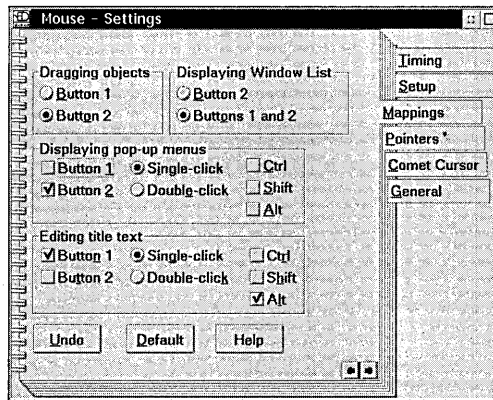 Mouse - Settings
Dragging objects
Button 1
Button 2
Displaying Window List
Button 2
Buttons 1 and 2
Displaying pop-up menus
Button 1 Single-click Ctrl
Button 2 Double-click Shift
Alt
Editing title text
Button 1 Single-click Ctrl
Button 2 Double-click Shift
Alt
Undo Default Help
Timing
Setup
Mappings
Pointers
Comet Cursor
General